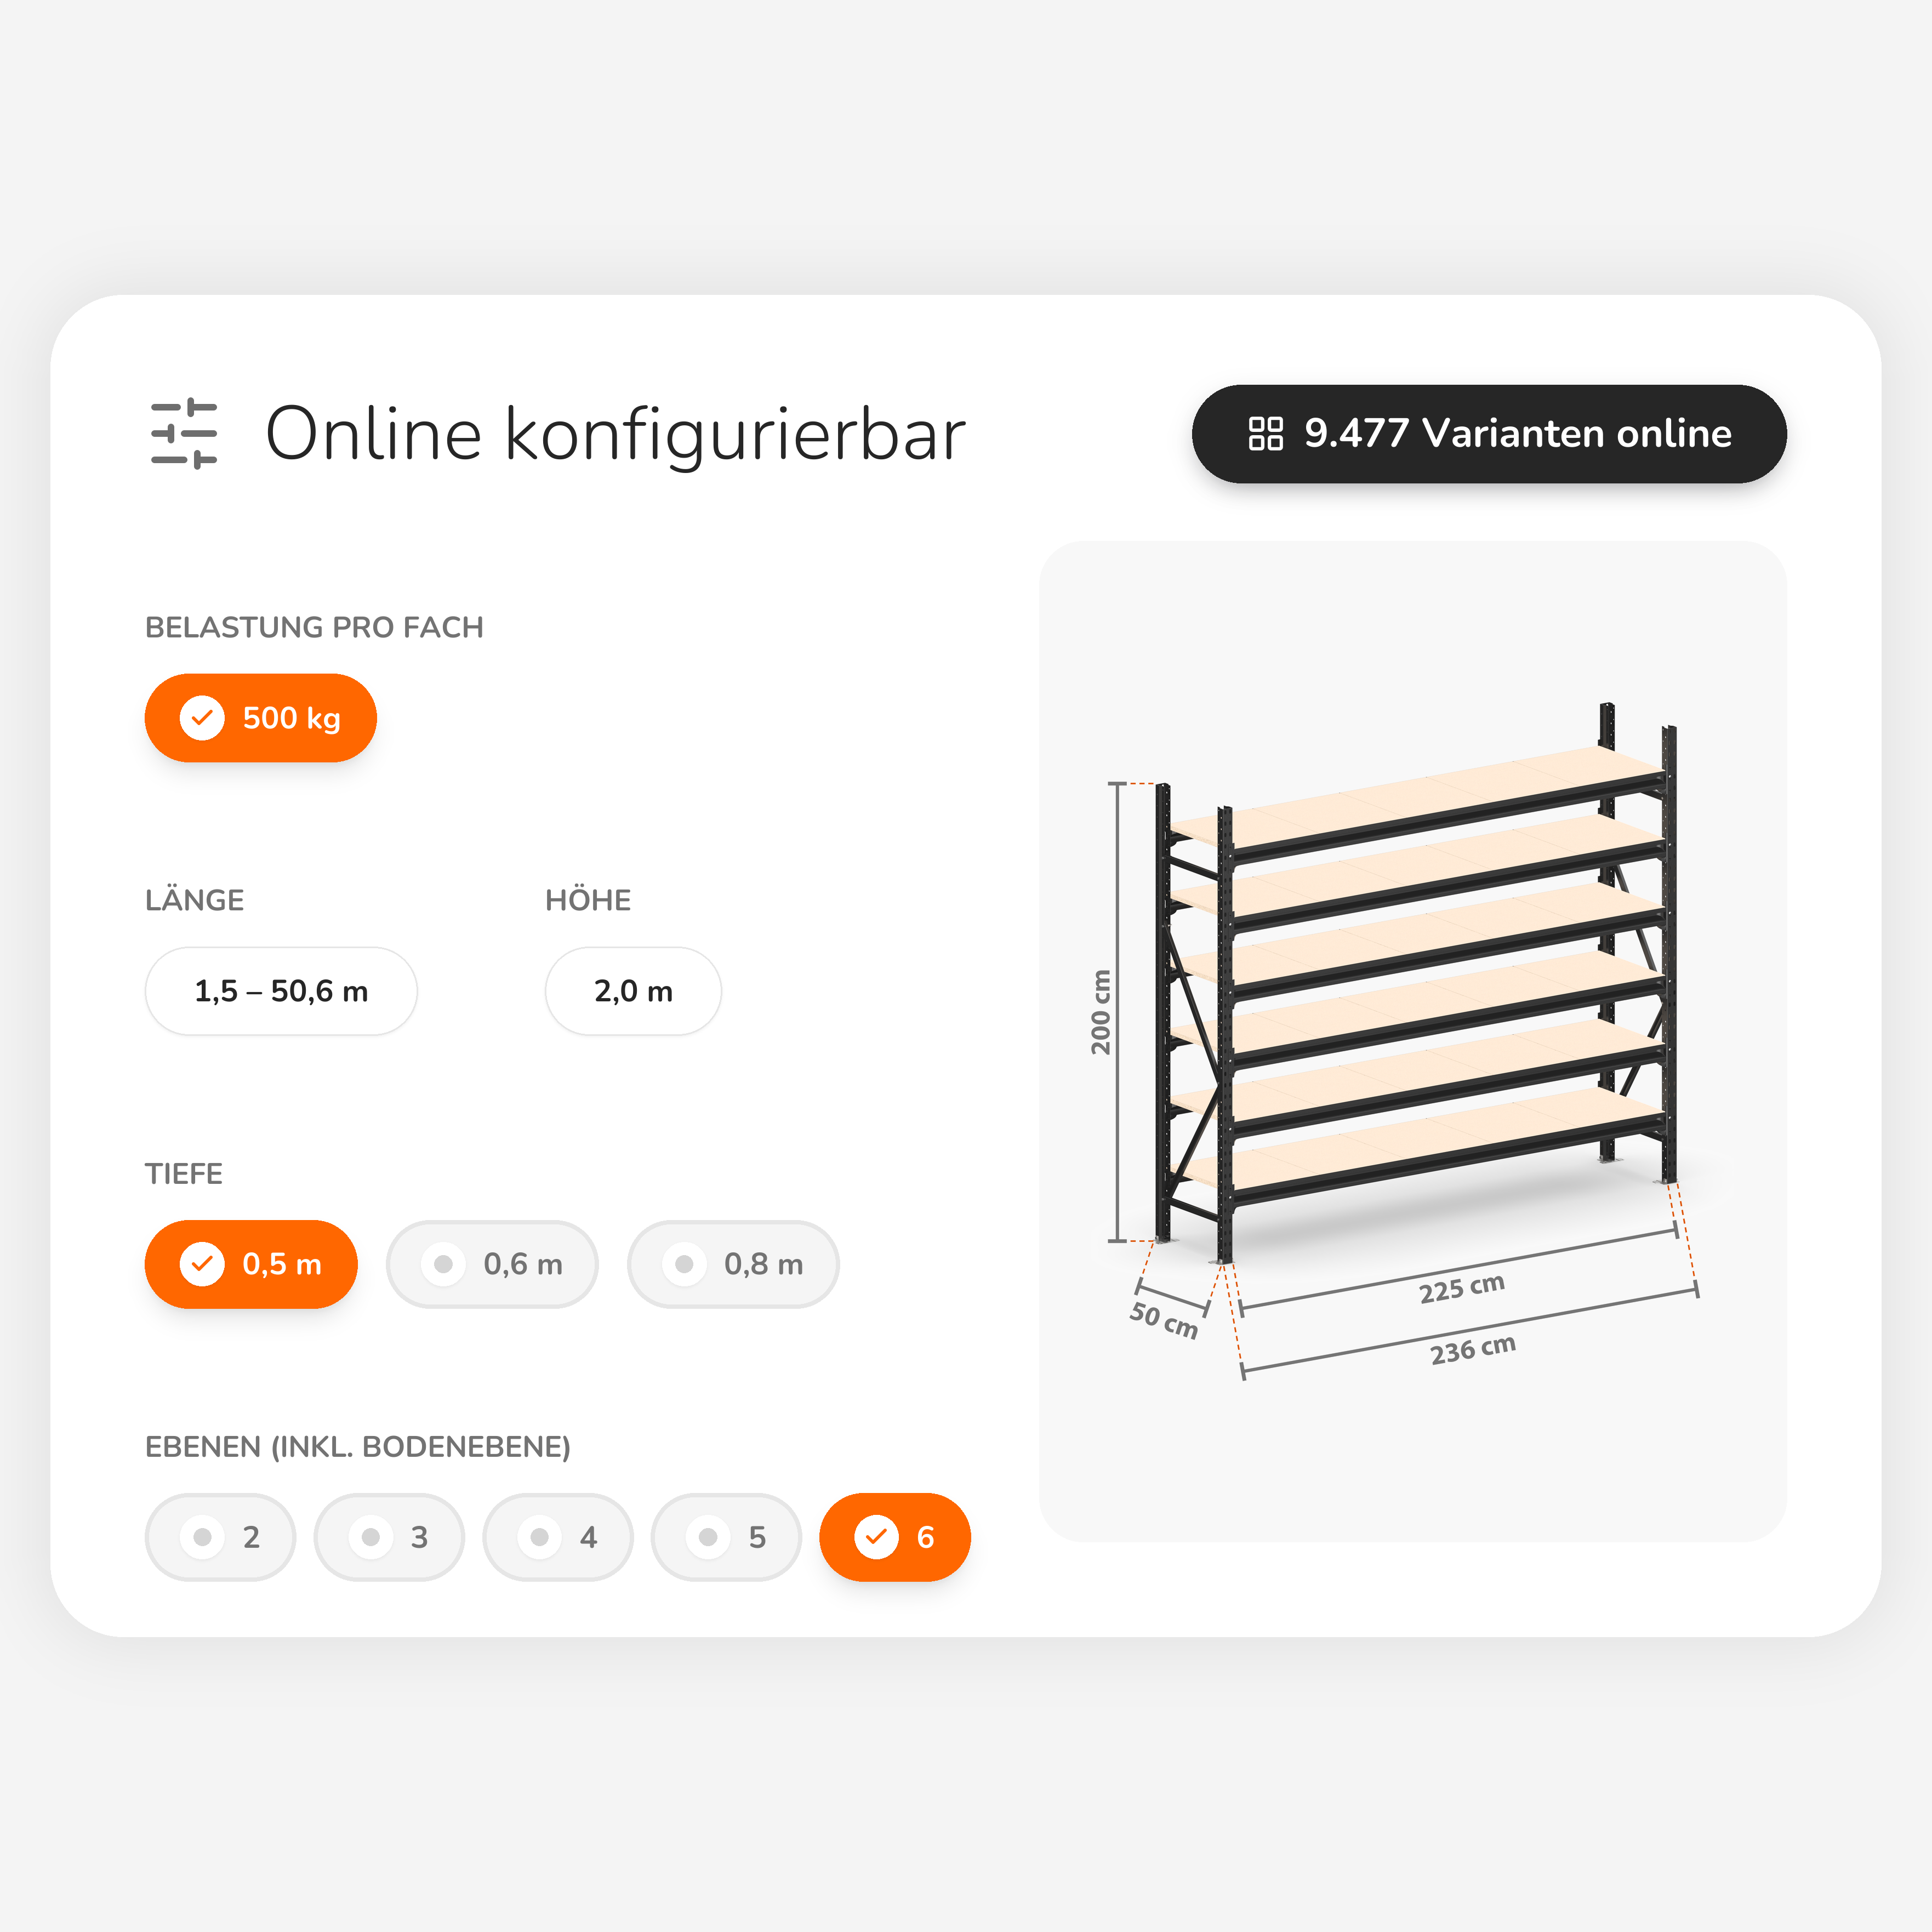 Online konfigurierbar
9.477 Varianten online
BELASTUNG PRO FACH
500 kg
LÄNGE
HÖHE
1,5 – 50,6 m
2,0 m
TIEFE
0,5 m
0,6 m
0,8 m
EBENEN (INKL. BODENEBENE)
2
3
4
5
6
200 cm
50 cm
225 cm
236 cm